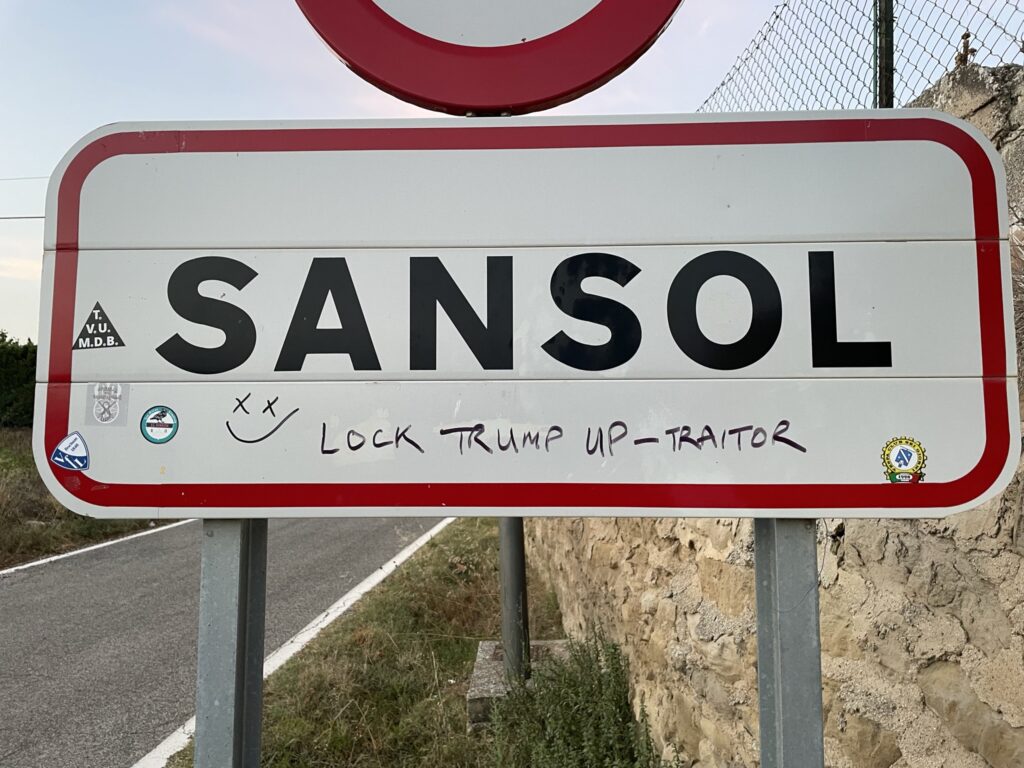 SANSOL
T.
V.U.
M.D.B.
LOCK TRUMP UP - TRAITOR